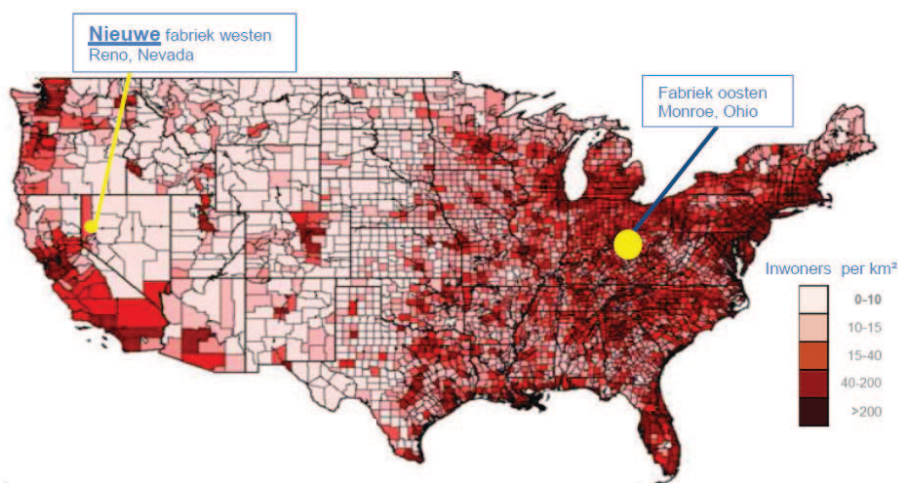 Nieuwe fabriek westen
Reno, Nevada
Fabriek oosten
Monroe, Ohio
Inwoners per km²
0-10
10-15
15-40
40-200
>200